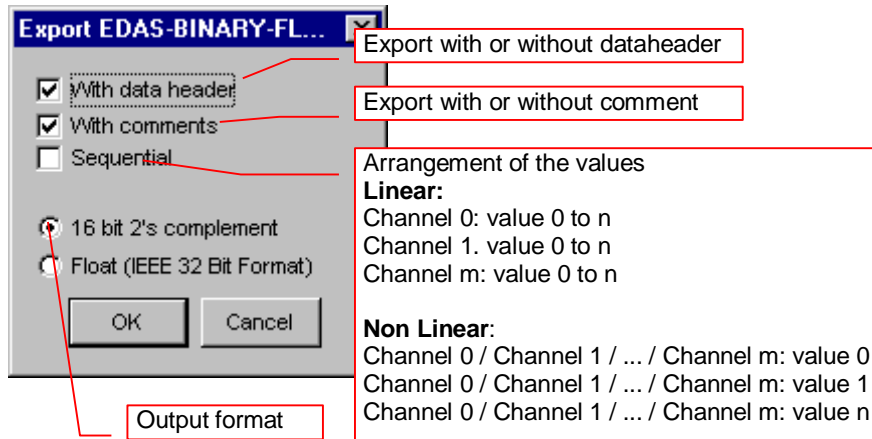 Export EDAS-BINARY-FL...
With data header
With comments
Sequential
16 bit 2's complement
Float (IEEE 32 Bit Format)
OK
Cancel
Export with or without dataheader
Export with or without comment
Arrangement of the values
Linear:
Channel 0: value 0 to n
Channel 1. value 0 to n
Channel m: value 0 to n
Non Linear:
Channel 0 / Channel 1 / ... / Channel m: value 0
Channel 0 / Channel 1 / ... / Channel m: value 1
Channel 0 / Channel 1 / ... / Channel m: value n
Output format